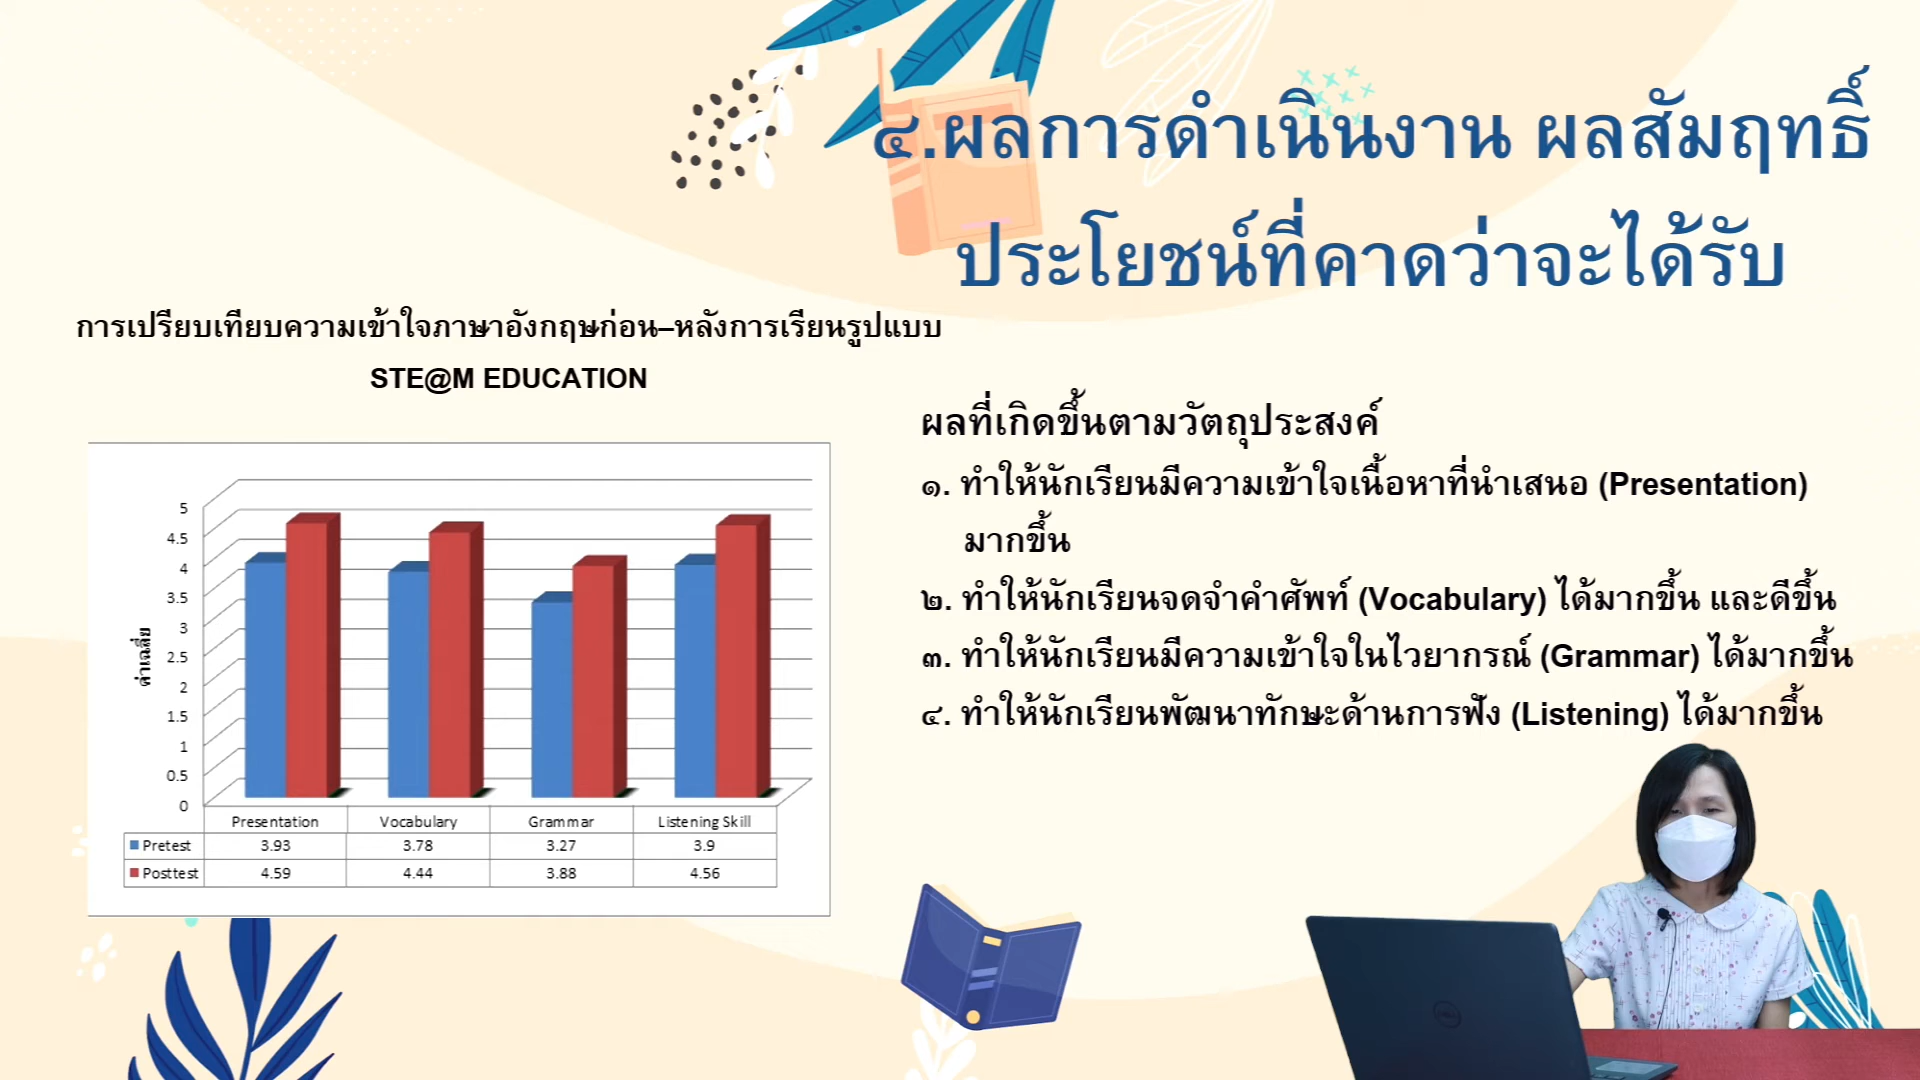 ๔.ผลการดำเนินงาน ผลสัมฤทธิ์
ประโยชน์ที่คาดว่าจะได้รับ
การเปรียบเทียบความเข้าใจภาษาอังกฤษก่อน–หลังการเรียนรูปแบบ
STE@M EDUCATION
ค่าเฉลี่ย
5
4.5
4
3.5
3
2.5
2
1.5
1
0.5
0
Presentation Vocabulary Grammar Listening Skill
Pretest 3.93 3.78 3.27 3.9
Posttest 4.59 4.44 3.88 4.56
ผลที่เกิดขึ้นตามวัตถุประสงค์
๑. ทำให้นักเรียนมีความเข้าใจเนื้อหาที่นำเสนอ (Presentation)
มากขึ้น
๒. ทำให้นักเรียนจดจำคำศัพท์ (Vocabulary) ได้มากขึ้น และดีขึ้น
๓. ทำให้นักเรียนมีความเข้าใจในไวยากรณ์ (Grammar) ได้มากขึ้น
๔. ทำให้นักเรียนพัฒนาทักษะด้านการฟัง (Listening) ได้มากขึ้น
DELL